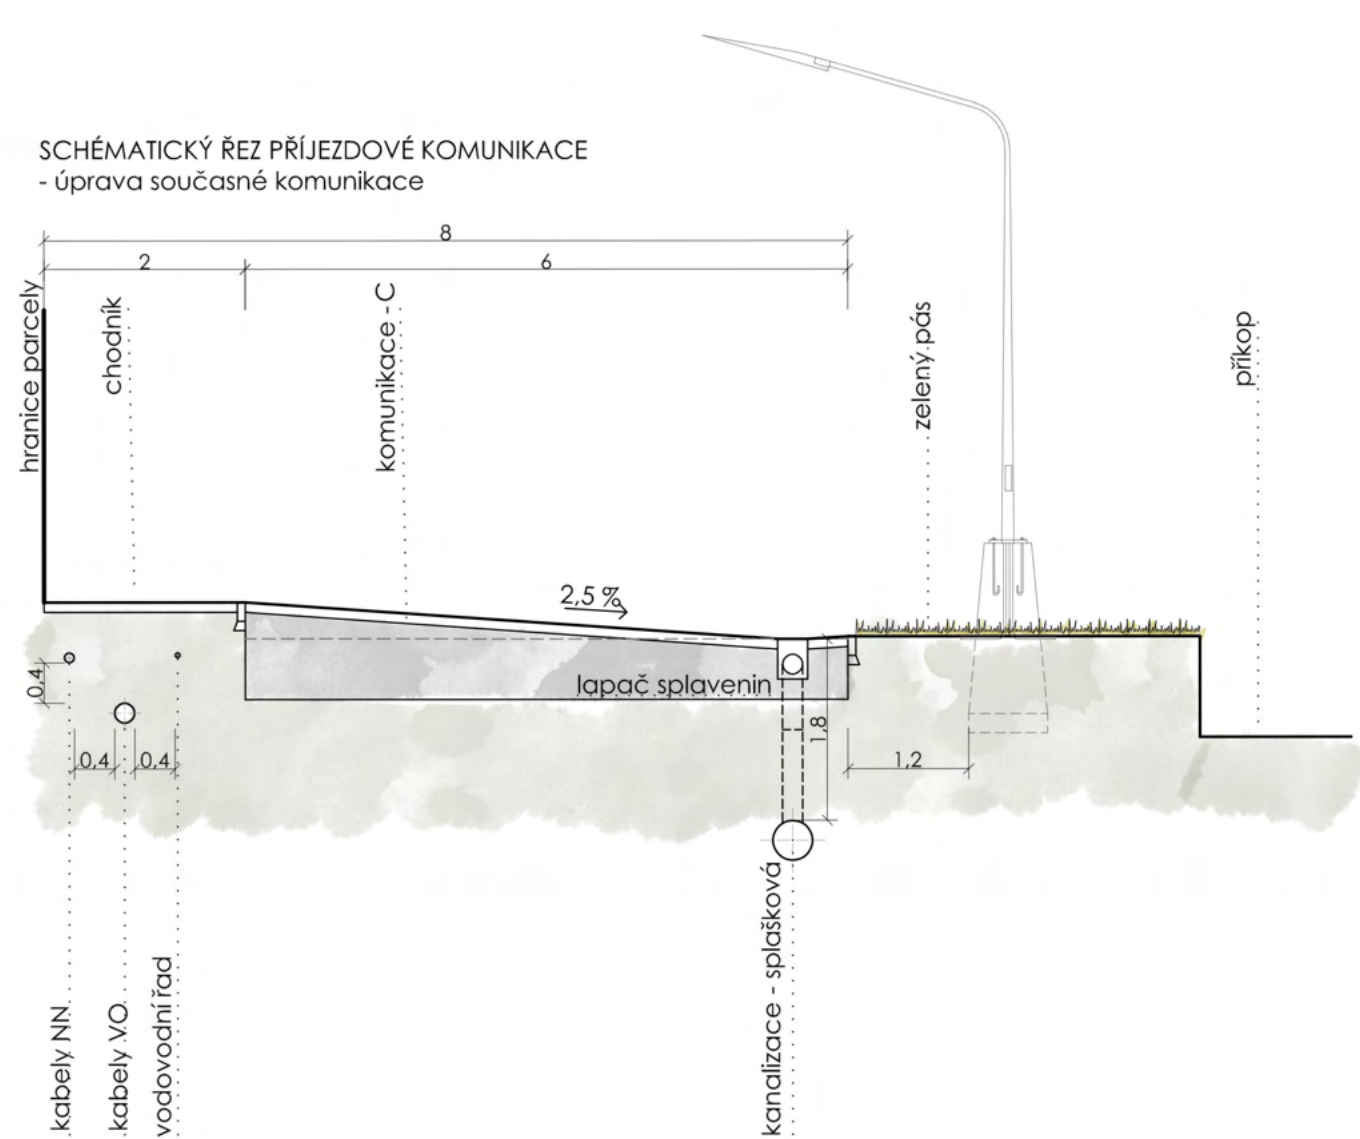 SCHÉMATICKÝ ŘEZ PŘÍJEZDOVÉ KOMUNIKACE
- úprava současné komunikace
8
2
6
hranice parcely
chodník
komunikace - C
zelený pás
příkop
2,5 %
lapač splavenin
0,4
0,4
0,4
1,8
1,2
kabely NN
kabely V.O.
vodovodní řad
kanalizace - splašková